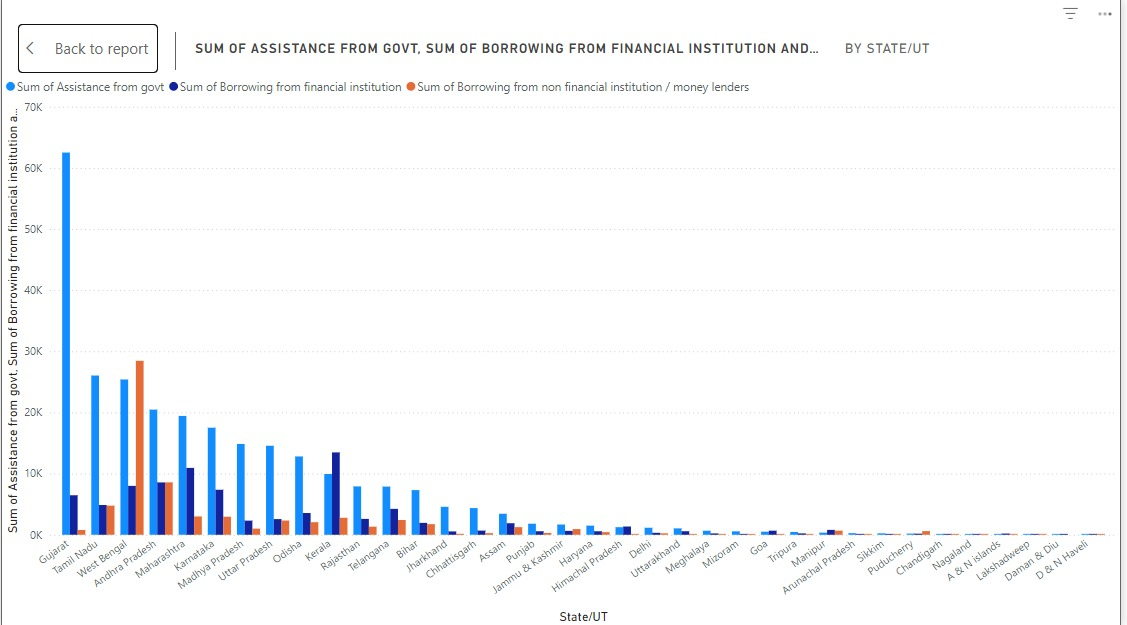 Back to report
SUM OF ASSISTANCE FROM GOVT, SUM OF BORROWING FROM FINANCIAL INSTITUTION AND... BY STATE/UT
Sum of Assistance from govt Sum of Borrowing from financial institution Sum of Borrowing from non financial institution / money lenders
Sum of Assistance from govt, Sum of Borrowing from financial institution a...
70K
60K
50K
40K
30K
20K
10K
0K
Gujarat
Tamil Nadu
West Bengal
Andhra Pradesh
Maharashtra
Karnataka
Madhya Pradesh
Uttar Pradesh
Odisha
Kerala
Rajasthan
Telangana
Bihar
Jharkhand
Chhattisgarh
Assam
Punjab
Jammu & Kashmir
Haryana
Himachal Pradesh
Delhi
Uttarakhand
Meghalaya
Mizoram
Goa
Tripura
Manipur
Arunachal Pradesh
Sikkim
Puducherry
Chandigarh
Nagaland
A & N islands
Lakshadweep
Daman & Diu
D & N Haveli
State/UT